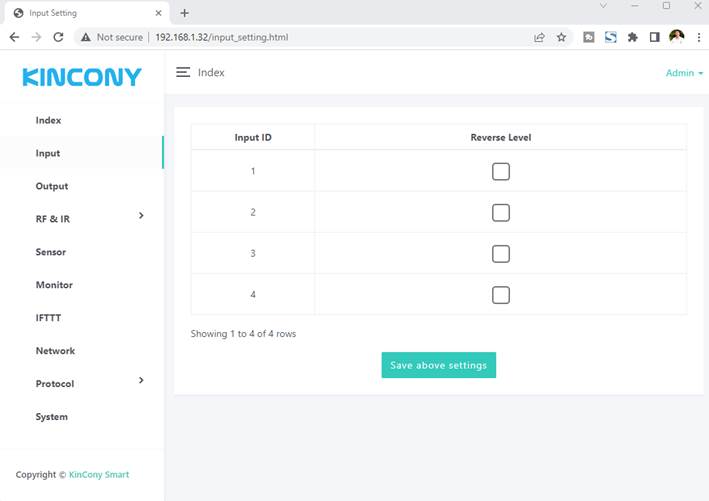 Input Setting
Not secure | 192.168.1.32/input_setting.html
KINCONY
Index
Admin
Index
Input
Output
RF & IR
Sensor
Monitor
IFTTT
Network
Protocol
System
Copyright © KinCony Smart
Input ID Reverse Level
1
2
3
4
Showing 1 to 4 of 4 rows
Save above settings